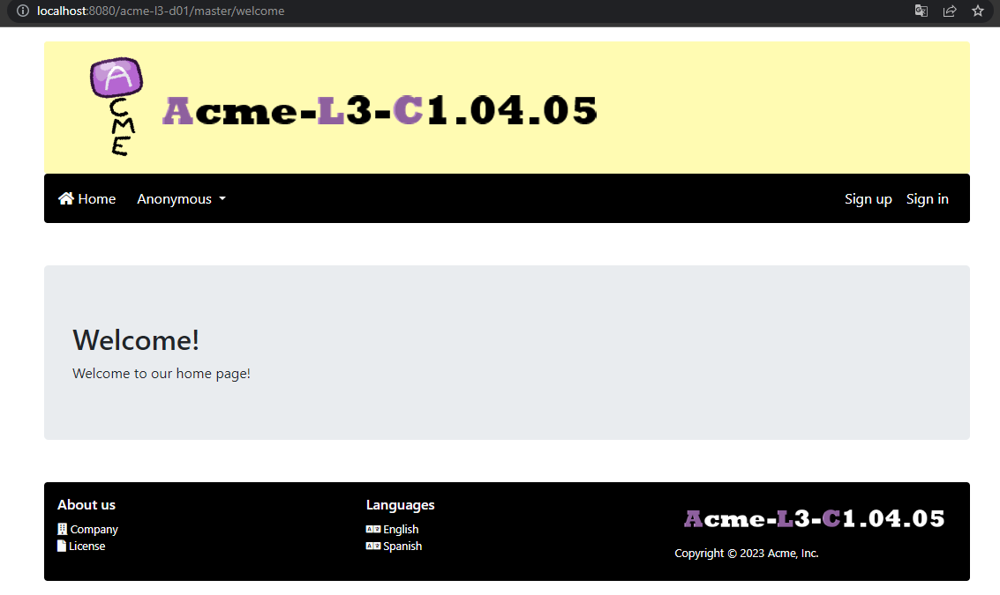 localhost:8080/acme-l3-d01/master/welcome
A
CME
Acme-L3-C1.04.05
Home Anonymous Sign up Sign in
Welcome!
Welcome to our home page!
About us
Company
License
Languages
English
Spanish
Acme-L3-C1.04.05
Copyright © 2023 Acme, Inc.